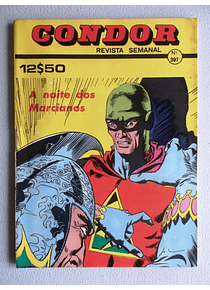 CONDOR
REVISTA SEMANAL
Nº
397
12$50
A noite dos
Marcianos